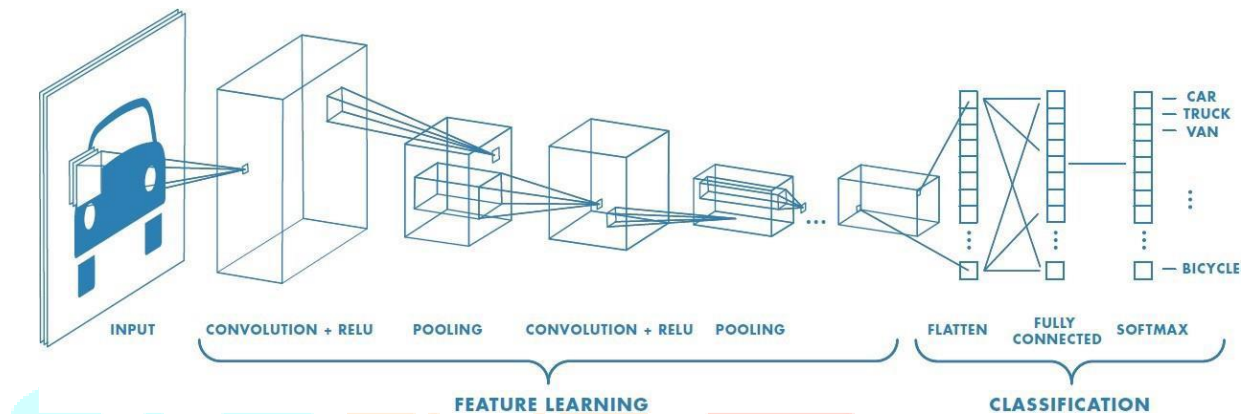 CAR
TRUCK
VAN
BICYCLE
INPUT
CONVOLUTION + RELU
POOLING
CONVOLUTION + RELU
POOLING
FLATTEN
FULLY
CONNECTED
SOFTMAX
FEATURE LEARNING
CLASSIFICATION